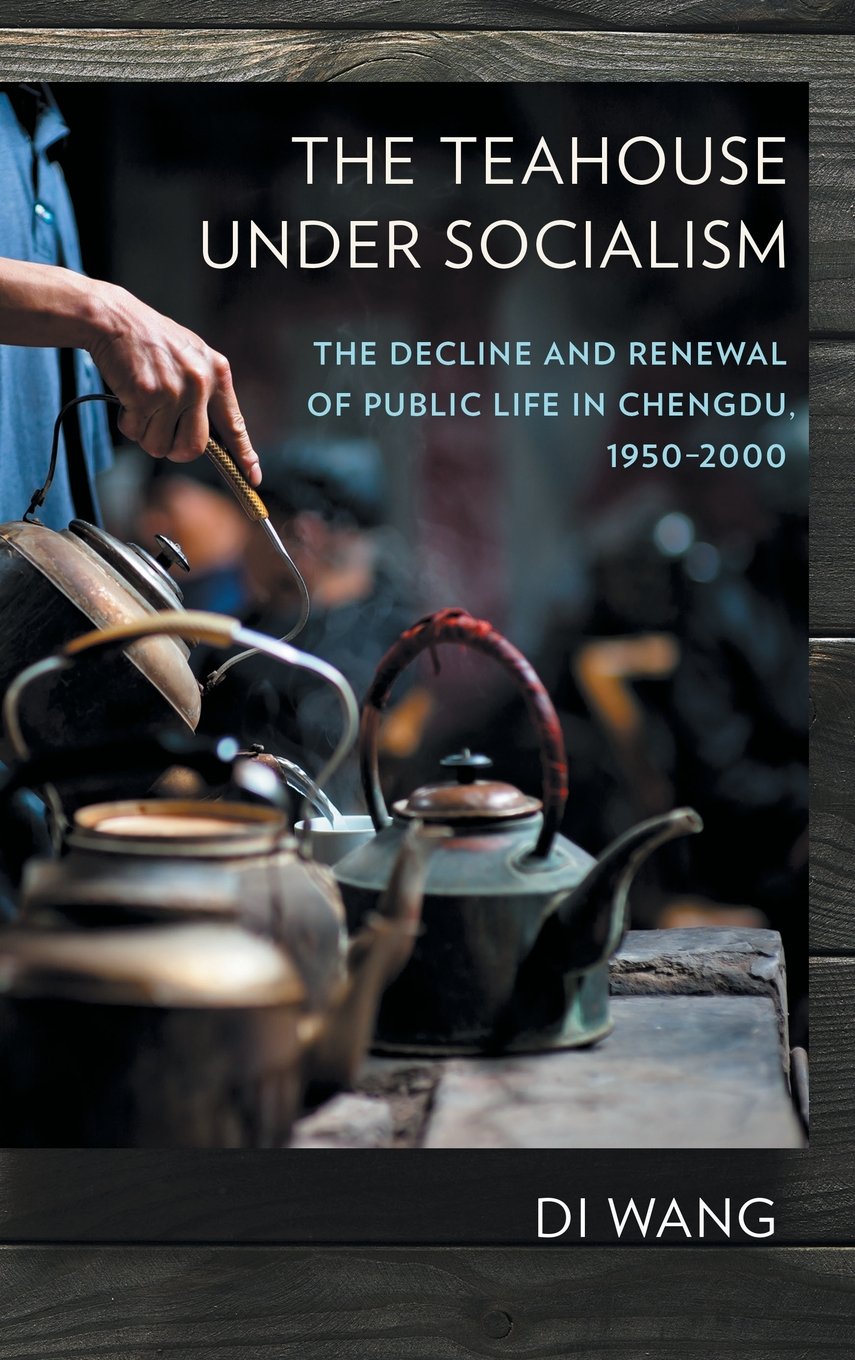 THE TEAHOUSE
UNDER SOCIALISM
THE DECLINE AND RENEWAL
OF PUBLIC LIFE IN CHENGDU,
1950–2000
DI WANG